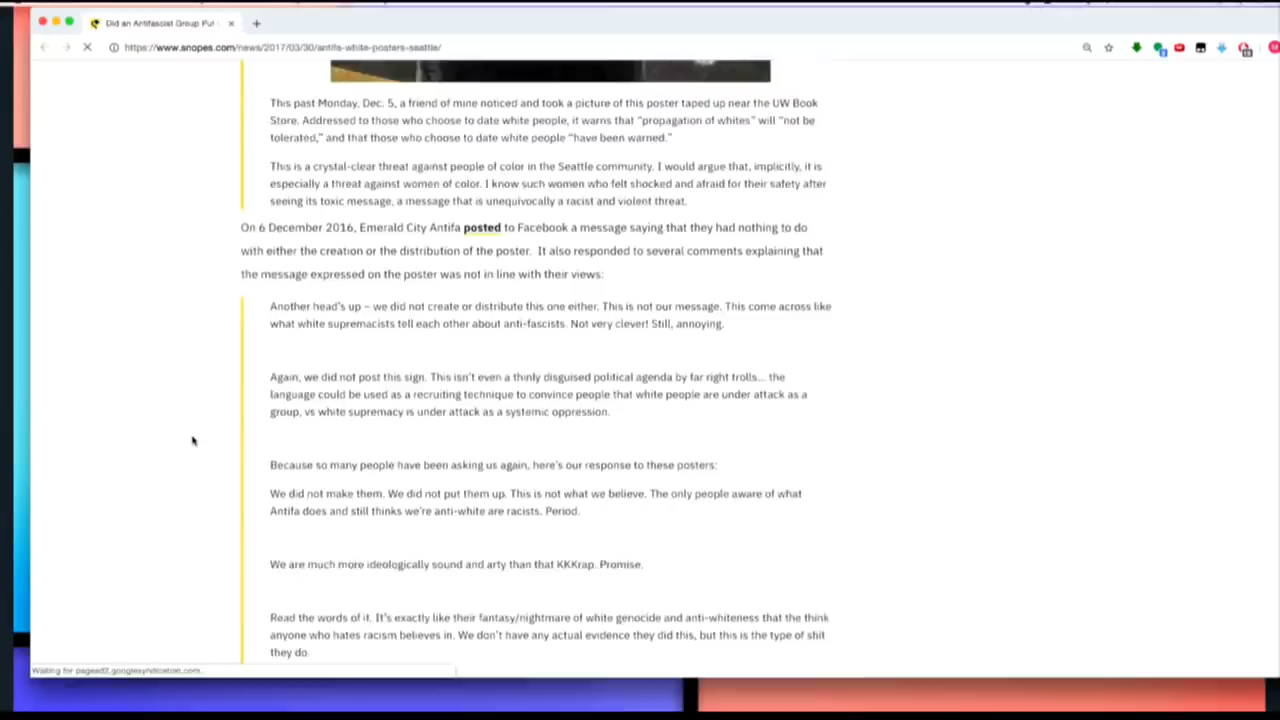 Did an Antifascist Group Put
https://www.snopes.com/news/2017/03/30/antifa-white-posters-seattle/
This past Monday, Dec. 5, a friend of mine noticed and took a picture of this poster taped up near the UW Book
Store. Addressed to those who choose to date white people, it warns that “propagation of whites” will “not be
tolerated,” and that those who choose to date white people “have been warned.”
This is a crystal-clear threat against people of color in the Seattle community. I would argue that, implicitly, it is
especially a threat against women of color. I know such women who felt shocked and afraid for their safety after
seeing its toxic message, a message that is unequivocally a racist and violent threat.
On 6 December 2016, Emerald City Antifa posted to Facebook a message saying that they had nothing to do
with either the creation or the distribution of the poster. It also responded to several comments explaining that
the message expressed on the poster was not in line with their views:
Another head’s up – we did not create or distribute this one either. This is not our message. This come across like
what white supremacists tell each other about anti-fascists. Not very clever! Still, annoying.
Again, we did not post this sign. This isn’t even a thinly disguised political agenda by far right trolls… the
language could be used as a recruiting technique to convince people that white people are under attack as a
group, vs white supremacy is under attack as a systemic oppression.
Because so many people have been asking us again, here’s our response to these posters:
We did not make them. We did not put them up. This is not what we believe. The only people aware of what
Antifa does and still thinks we’re anti-white are racists. Period.
We are much more ideologically sound and arty than that KKKrap. Promise.
Read the words of it. It’s exactly like their fantasy/nightmare of white genocide and anti-whiteness that the think
anyone who hates racism believes in. We don’t have any actual evidence they did this, but this is the type of shit
they do.
Waiting for pagead2.googlesyndication.com...